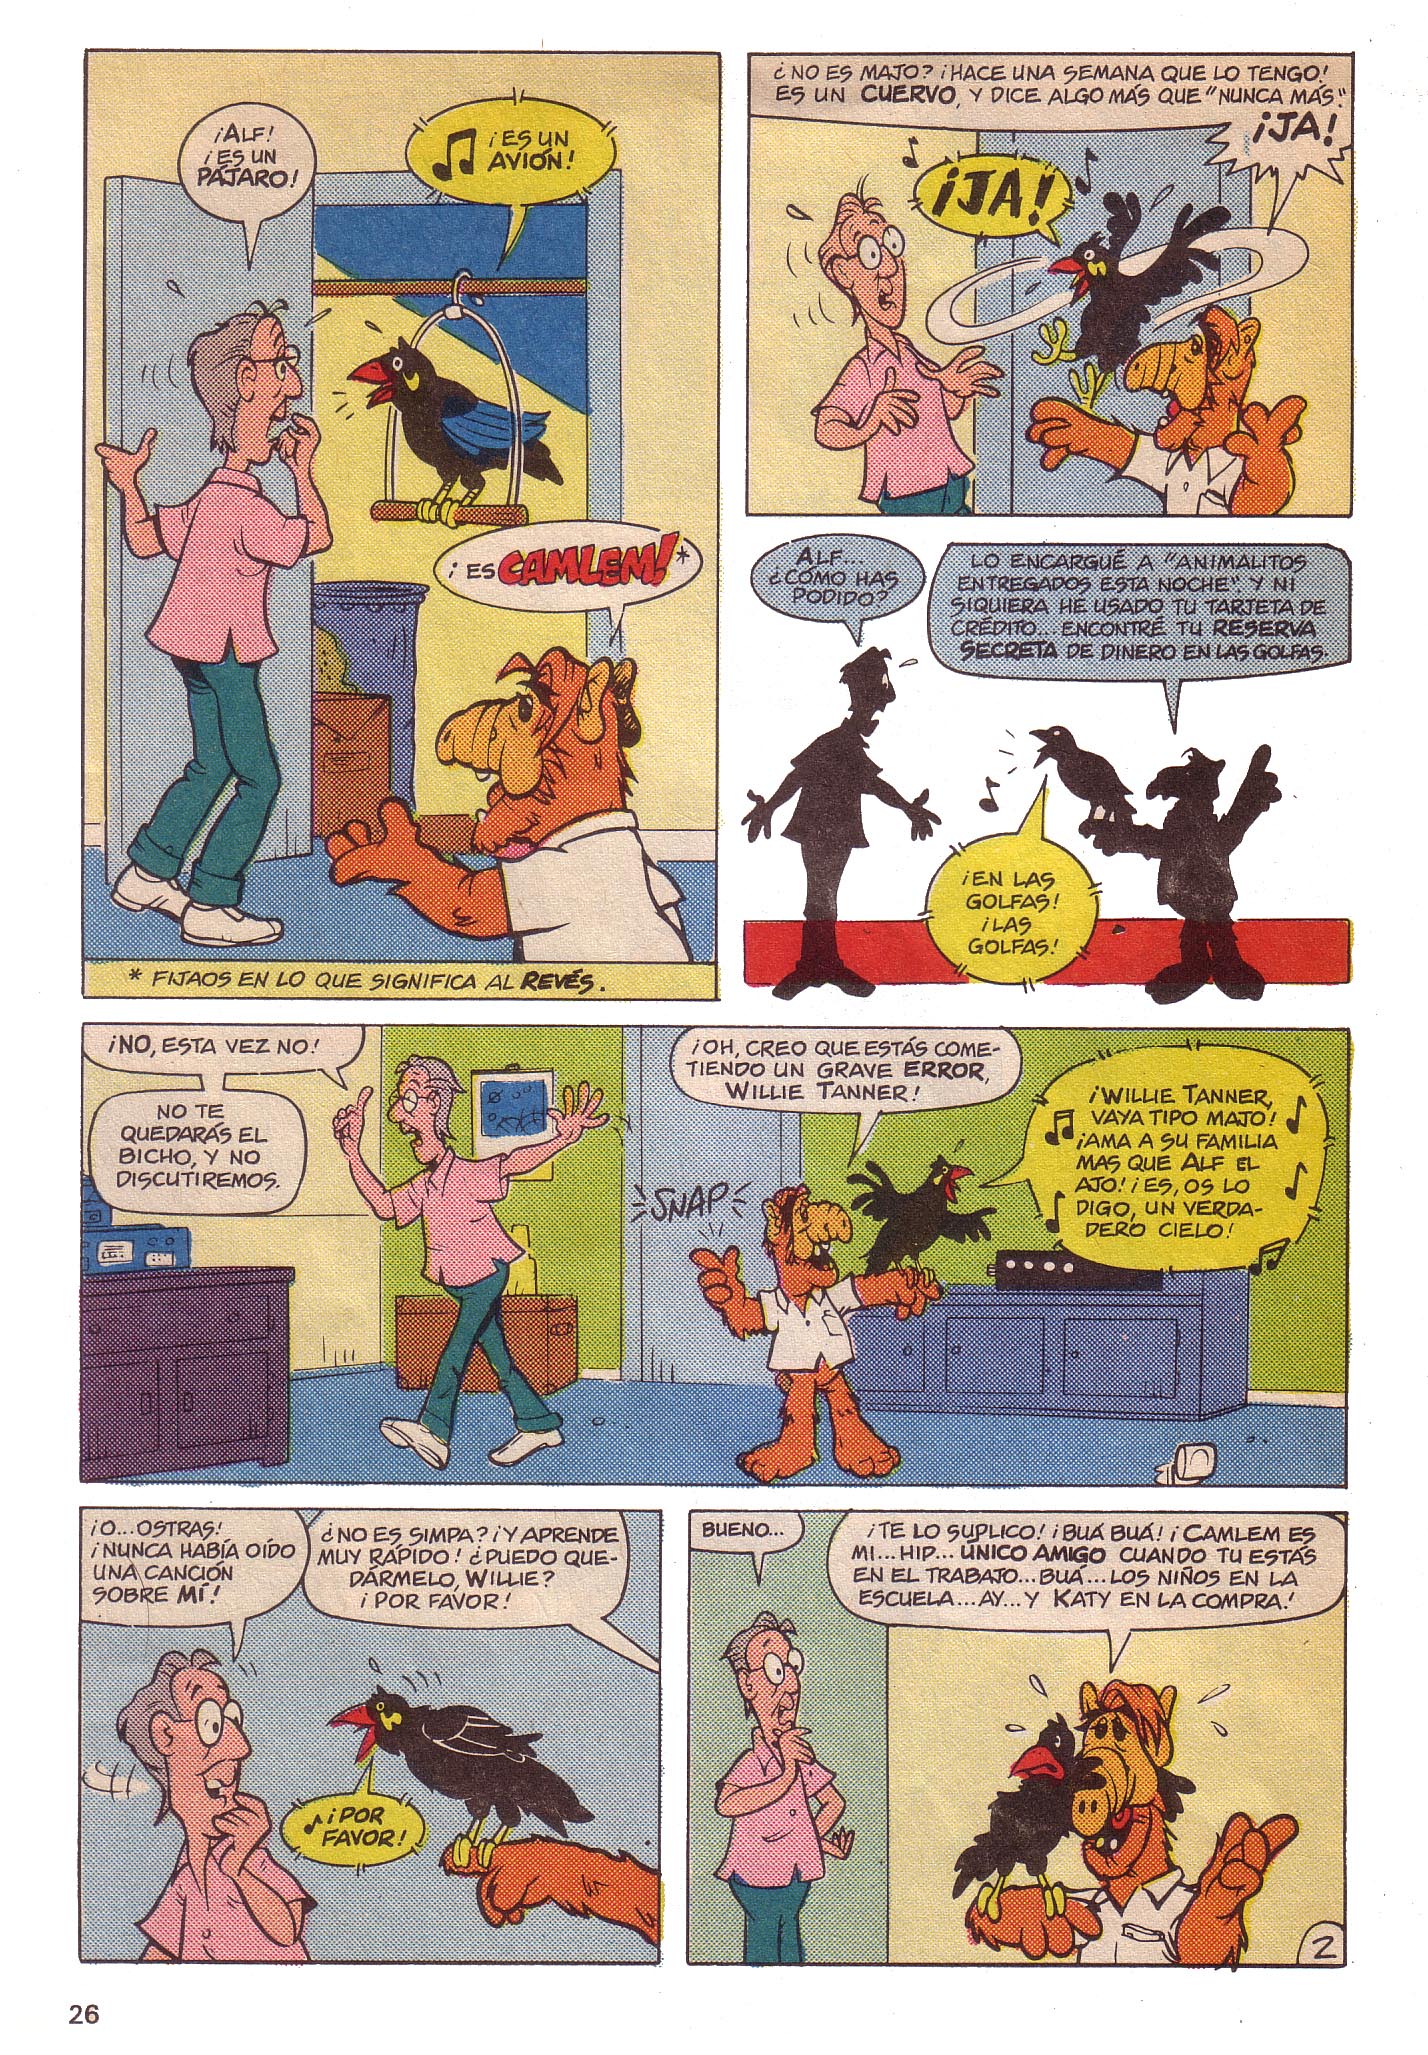 ¡ALF!
¡ES UN
PÁJARO!
¡ES UN
AVIÓN!
¡ES CAMLEM!*
* FIJAOS EN LO QUE SIGNIFICA AL REVÉS.
¿NO ES MAJO? ¡HACE UNA SEMANA QUE LO TENGO!
ES UN CUERVO, Y DICE ALGO MÁS QUE "NUNCA MÁS".
¡JA!
¡JA!
ALF...
¿CÓMO HAS
PODIDO?
LO ENCARGUÉ A "ANIMALITOS
ENTREGADOS ESTA NOCHE" Y NI
SIQUIERA HE USADO TU TARJETA DE
CRÉDITO. ENCONTRÉ TU RESERVA
SECRETA DE DINERO EN LAS GOLFAS.
¡EN LAS
GOLFAS!
¡LAS
GOLFAS!
¡NO, ESTA VEZ NO!
NO TE
QUEDARÁS EL
BICHO, Y NO
DISCUTIREMOS.
¡OH, CREO QUE ESTÁS COME-
TIENDO UN GRAVE ERROR,
WILLIE TANNER!
SNAP
¡WILLIE TANNER,
VAYA TIPO MAJO!
¡AMA A SU FAMILIA
MAS QUE ALF EL
AJO! ¡ES, OS LO
DIGO, UN VERDA-
DERO CIELO!
¡O...OSTRAS!
¡NUNCA HABÍA OÍDO
UNA CANCIÓN
SOBRE MÍ!
¿NO ES SIMPA? ¡Y APRENDE
MUY RÁPIDO! ¿PUEDO QUE-
DÁRMELO, WILLIE?
¡POR FAVOR!
¡POR
FAVOR!
BUENO...
¡TE LO SUPLICO! ¡BUÁ BUÁ! ¡CAMLEM ES
MI...HIP...ÚNICO AMIGO CUANDO TU ESTÁS
EN EL TRABAJO...BUÁ...LOS NIÑOS EN LA
ESCUELA...AY...Y KATY EN LA COMPRA!
2
26